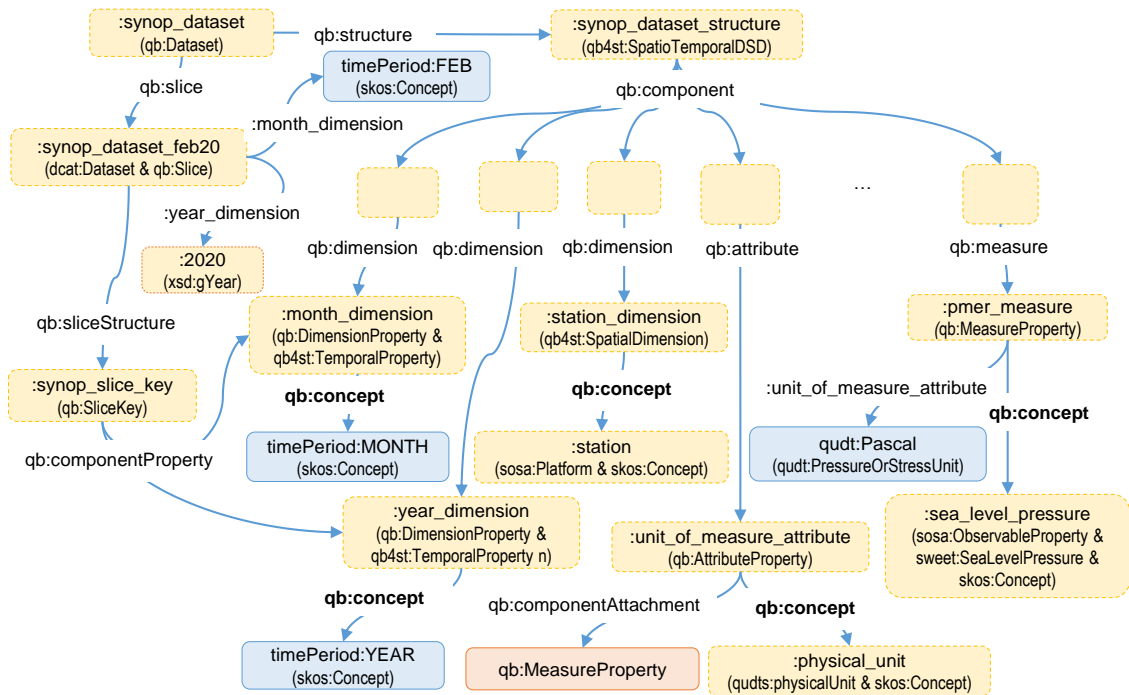 :synop_dataset
(qb:Dataset)
qb:structure
:synop_dataset_structure
(qb4st:SpatioTemporalDSD)
timePeriod:FEB
(skos:Concept)
qb:slice
qb:component
:month_dimension
:synop_dataset_feb20
(dcat:Dataset & qb:Slice)
...
:year_dimension
qb:dimension
qb:dimension
qb:dimension
qb:attribute
qb:measure
:2020
(xsd:gYear)
qb:sliceStructure
:month_dimension
(qb:DimensionProperty &
qb4st:TemporalProperty)
:station_dimension
(qb4st:SpatialDimension)
:pmer_measure
(qb:MeasureProperty)
:synop_slice_key
(qb:SliceKey)
qb:concept
qb:concept
:unit_of_measure_attribute
qb:concept
qb:componentProperty
timePeriod:MONTH
(skos:Concept)
:station
(sosa:Platform & skos:Concept)
qudt:Pascal
(qudt:PressureOrStressUnit)
:year_dimension
(qb:DimensionProperty &
qb4st:TemporalProperty n)
:unit_of_measure_attribute
(qb:AttributeProperty)
:sea_level_pressure
(sosa:ObservableProperty &
sweet:SeaLevelPressure &
skos:Concept)
qb:concept
qb:componentAttachment
qb:concept
timePeriod:YEAR
(skos:Concept)
qb:MeasureProperty
:physical_unit
(qudts:physicalUnit & skos:Concept)